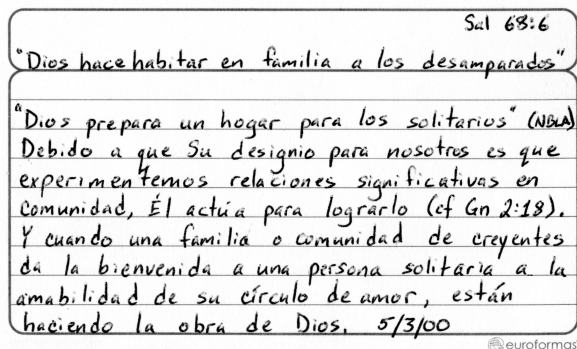 Sal 68:6
"Dios hace habitar en familia a los desamparados"
"Dios prepara un hogar para los solitarios" (NBLA)
Debido a que Su designio para nosotros es que
experimentemos relaciones significativas en
comunidad, Él actúa para lograrlo (cf Gn 2:18).
Y cuando una familia o comunidad de creyentes
da la bienvenida a una persona solitaria a la
amabilidad de su círculo de amor, están
haciendo la obra de Dios. 5/3/00
euroformas